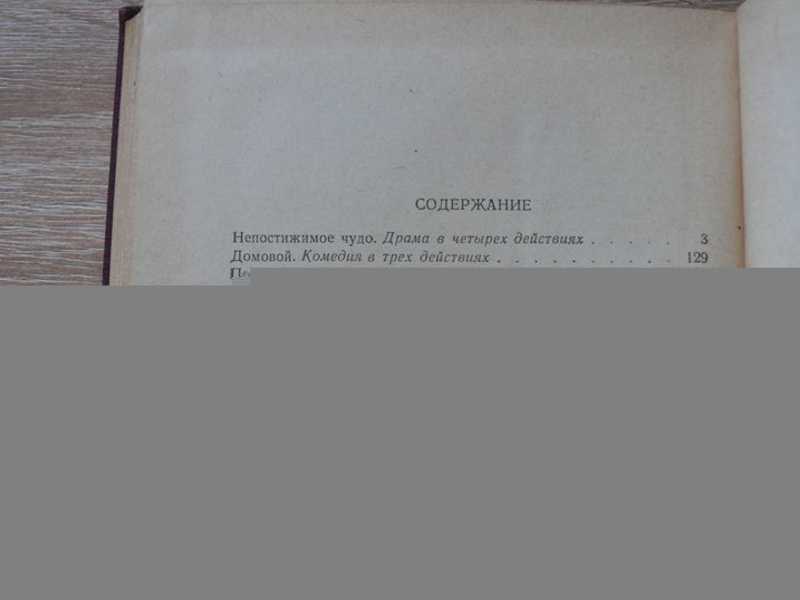 СОДЕРЖАНИЕ
Непостижимое чудо. Драма в четырех действиях . . . . . 3
Домовой. Комедия в трех действиях . . . . . . . . . . 129